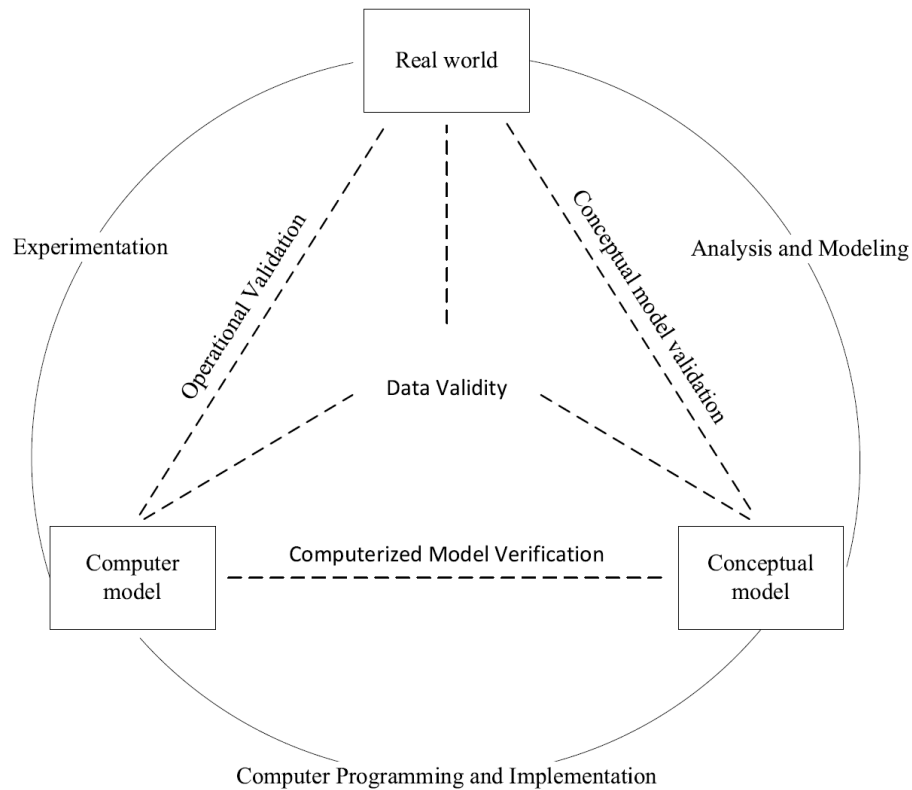 Real world
Experimentation
Analysis and Modeling
Operational Validation
Conceptual model validation
Data Validity
Computer
model
Computerized Model Verification
Conceptual
model
Computer Programming and Implementation